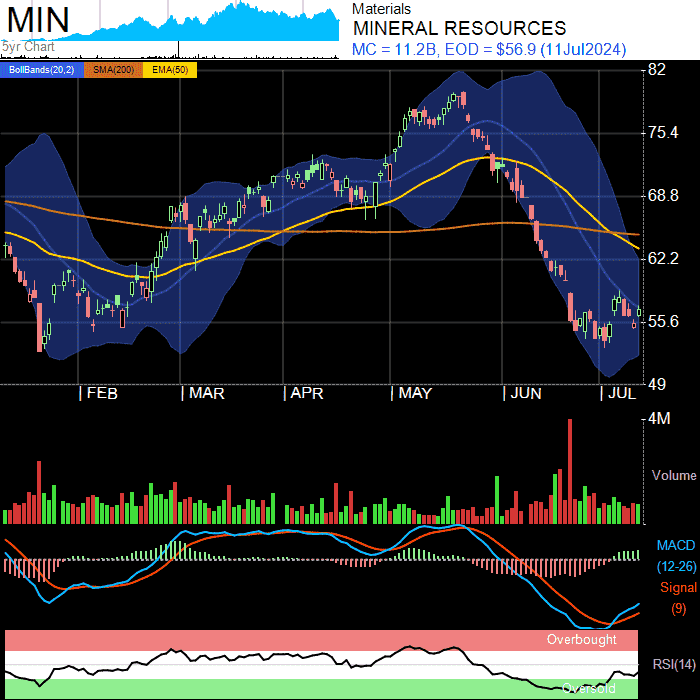 MIN
5yr Chart
Materials
MINERAL RESOURCES
MC = 11.2B, EOD = $56.9 (11Jul2024)
BollBands(20,2) SMA(200) EMA(50)
82
75.4
68.8
62.2
55.6
49
| FEB | MAR | APR | MAY | JUN | JUL
4M
Volume
MACD
(12-26)
Signal
(9)
Overbought
RSI(14)
Oversold